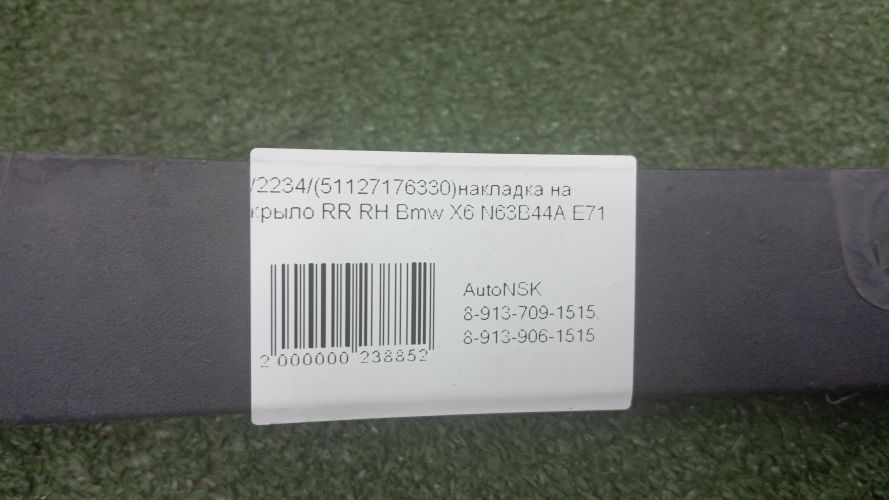 /2234/(51127176330)накладка на
крыло RR RH Bmw X6 N63B44A E71
AutoNSK
8-913-709-1515,
8-913-906-1515
2 000000 238852